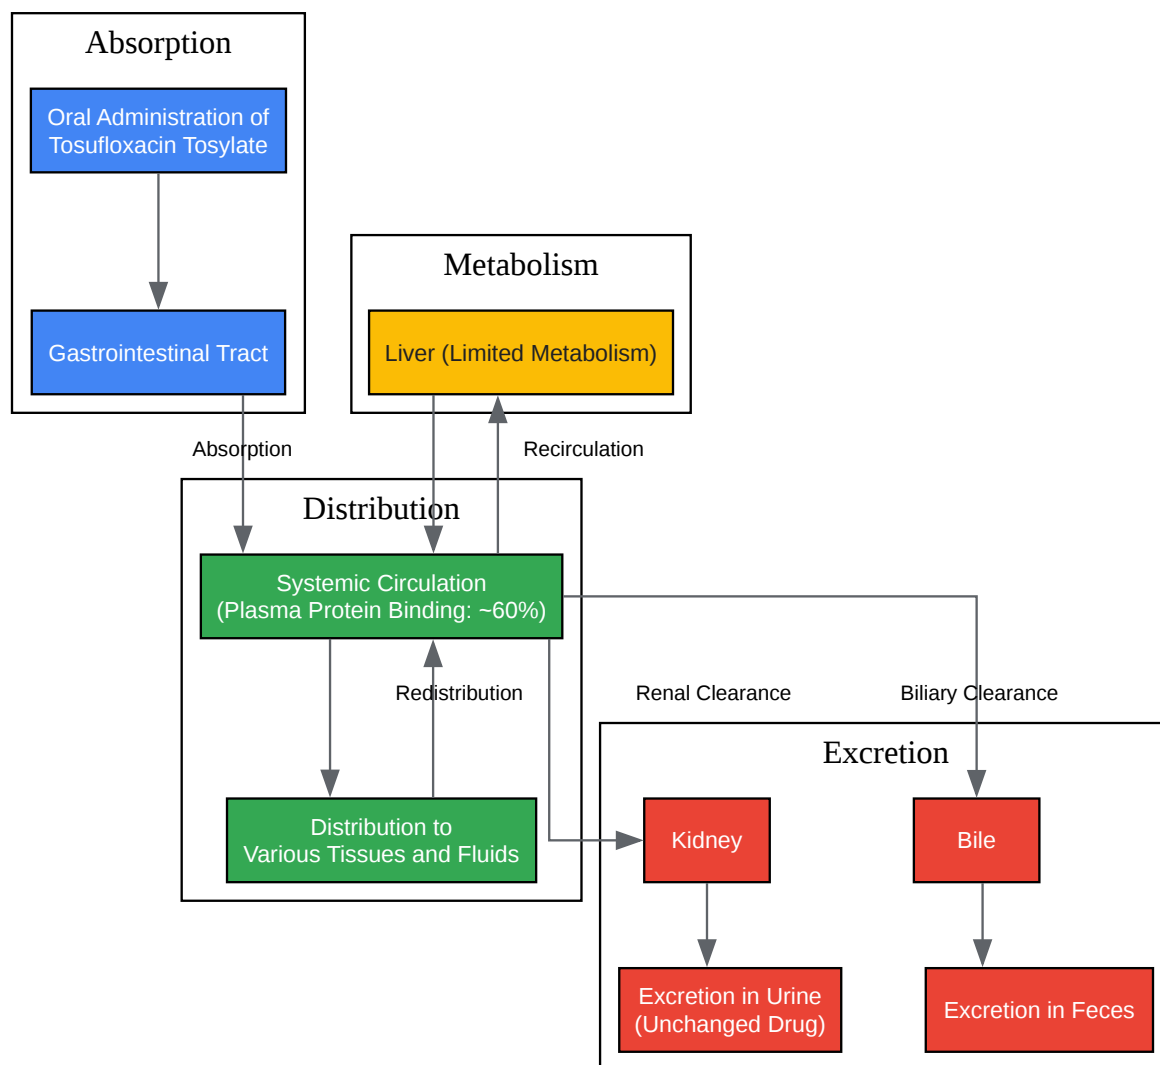 Absorption
Oral Administration of
Tosufloxacin Tosylate
Metabolism
Gastrointestinal Tract
Liver (Limited Metabolism)
Absorption
Recirculation
Distribution
Systemic Circulation
(Plasma Protein Binding: ~60%)
Redistribution
Renal Clearance
Biliary Clearance
Excretion
Distribution to
Various Tissues and Fluids
Kidney
Bile
Excretion in Urine
(Unchanged Drug)
Excretion in Feces